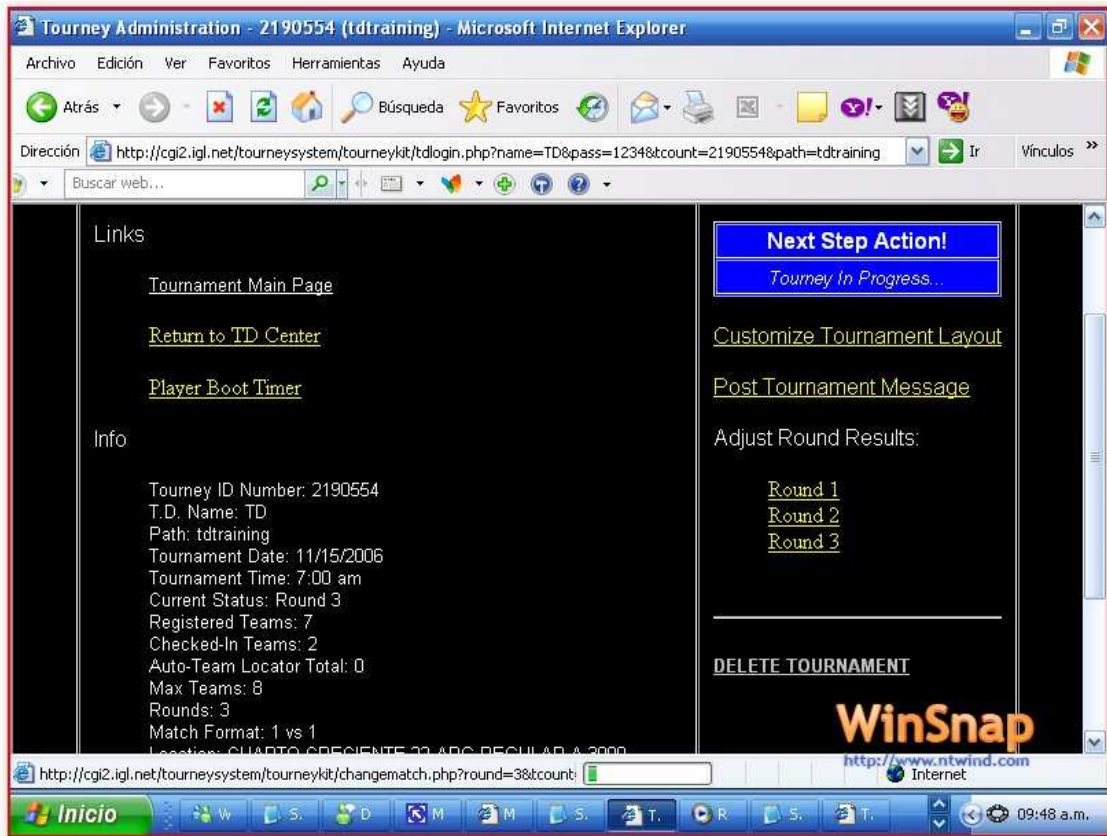 Tourney Administration - 2190554 (tdtraining) - Microsoft Internet Explorer
Archivo Edición Ver Favoritos Herramientas Ayuda
Atrás Búsqueda Favoritos
Dirección http://cgi2.igl.net/tourneysystem/tourneykit/tdlogin.php?name=TD&pass=1234&tcount=2190554&path=tdtraining Ir Vínculos »
Buscar web...
Links
Tournament Main Page
Return to TD Center
Player Boot Timer
Info
Tourney ID Number: 2190554
T.D. Name: TD
Path: tdtraining
Tournament Date: 11/15/2006
Tournament Time: 7:00 am
Current Status: Round 3
Registered Teams: 7
Checked-In Teams: 2
Auto-Team Locator Total: 0
Max Teams: 8
Rounds: 3
Match Format: 1 vs 1
Location: CUARTO CRECIENTE 22 ABG REGULAR A 3000
Next Step Action!
Tourney In Progress...
Customize Tournament Layout
Post Tournament Message
Adjust Round Results:
Round 1
Round 2
Round 3
DELETE TOURNAMENT
WinSnap
http://www.ntwind.com
http://cgi2.igl.net/tourneysystem/tourneykit/changematch.php?round=3&tcount Internet
Inicio W S. D M M S. T. R S. T. 09:48 a.m.